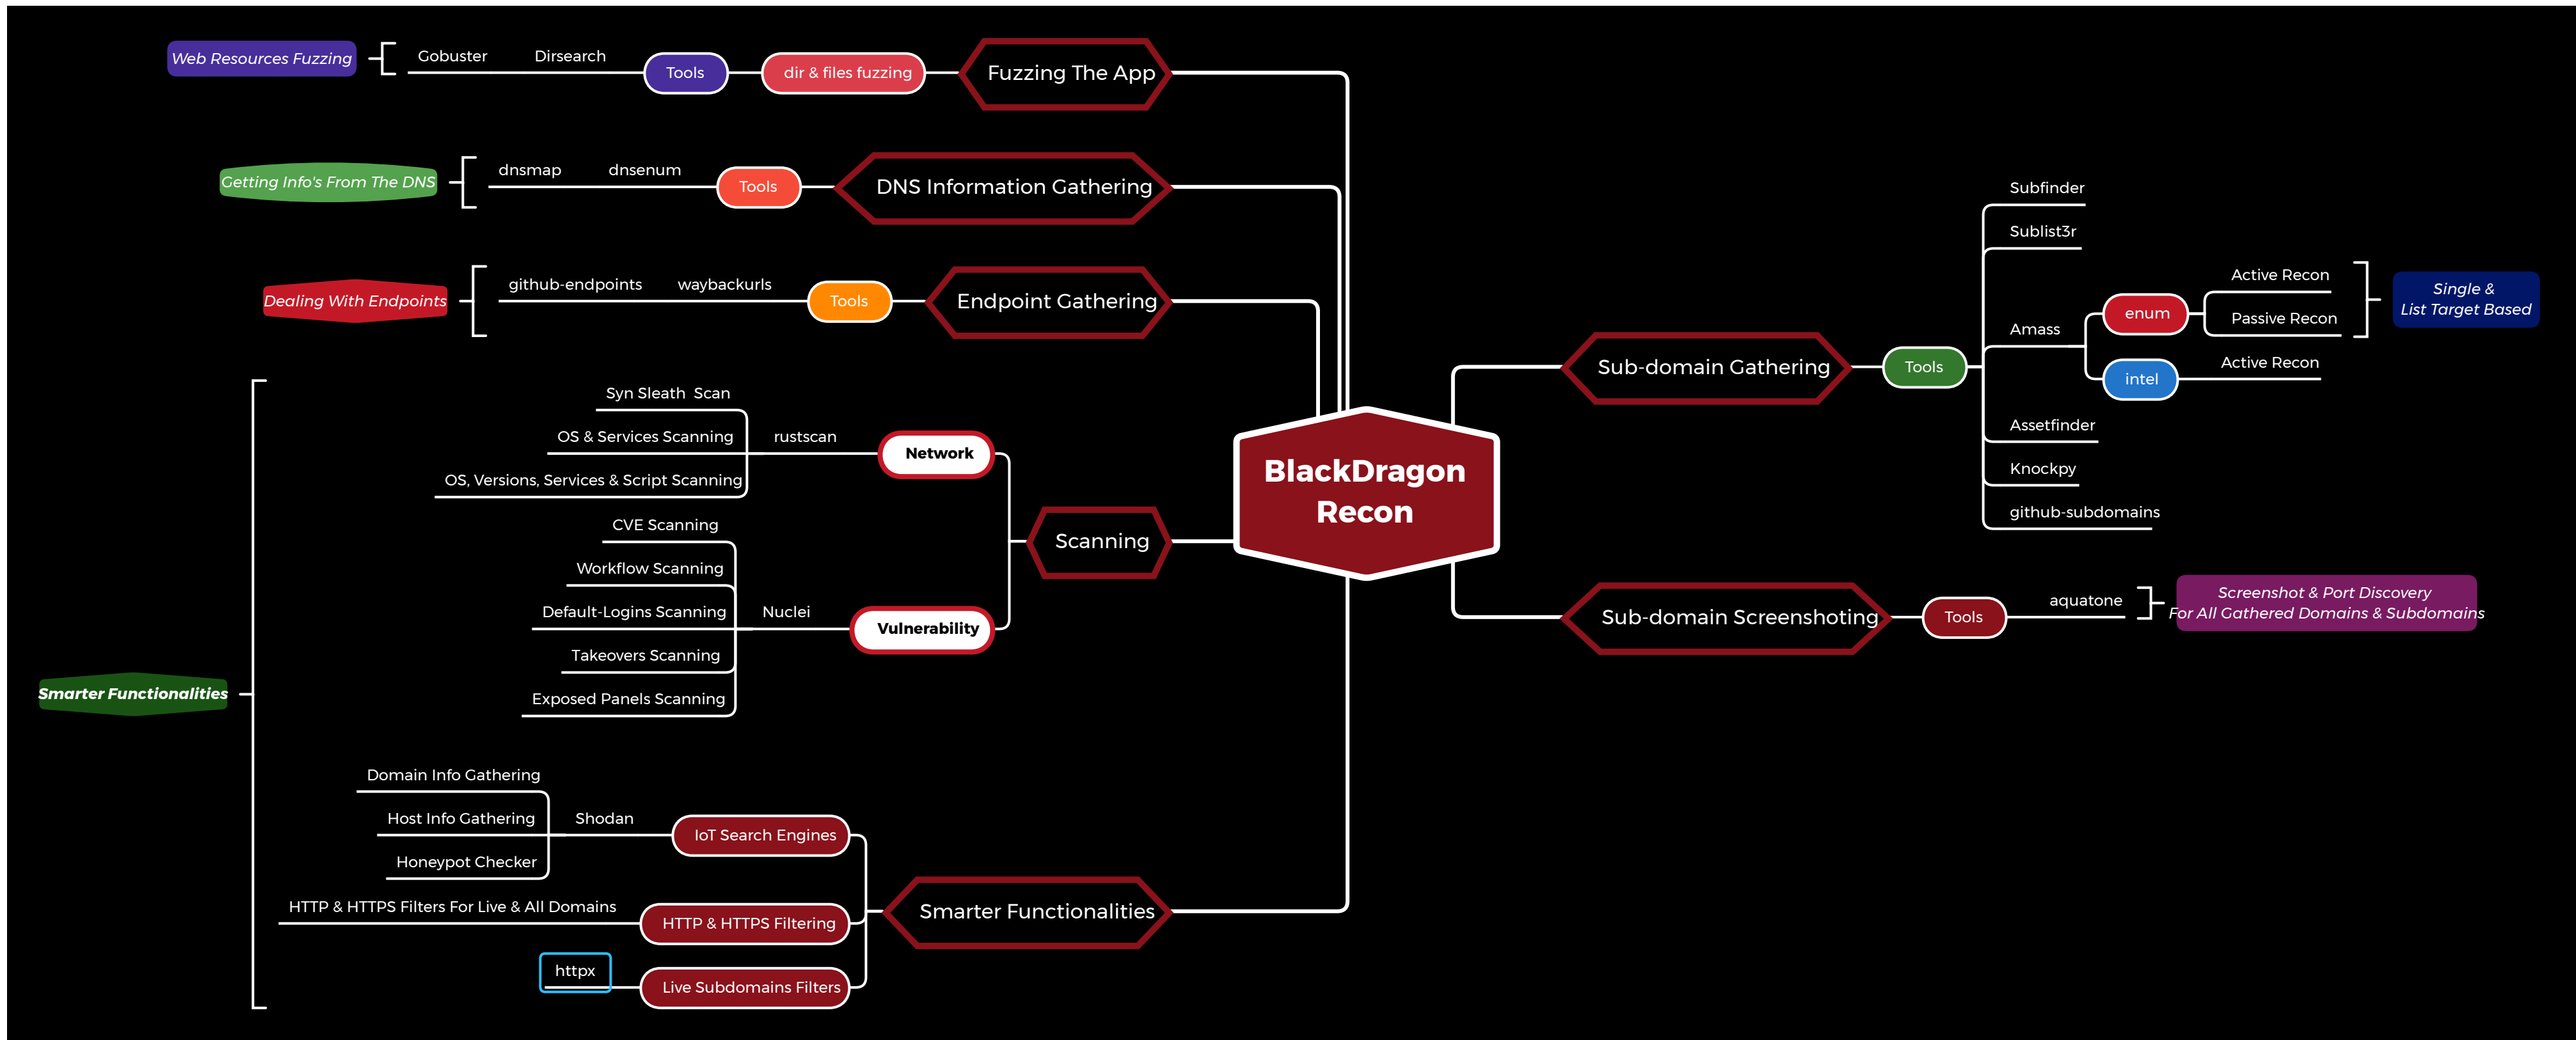 Web Resources Fuzzing
Gobuster
Dirsearch
Tools
dir & files fuzzing
Fuzzing The App
Getting Info's From The DNS
dnsmap
dnsenum
Tools
DNS Information Gathering
Dealing With Endpoints
github-endpoints
waybackurls
Tools
Endpoint Gathering
Smarter Functionalities
Syn Sleath  Scan
OS & Services Scanning
OS, Versions, Services & Script Scanning
rustscan
Network
CVE Scanning
Workflow Scanning
Default-Logins Scanning
Takeovers Scanning
Exposed Panels Scanning
Nuclei
Vulnerability
Scanning
Domain Info Gathering
Host Info Gathering
Honeypot Checker
Shodan
IoT Search Engines
HTTP & HTTPS Filters For Live & All Domains
HTTP & HTTPS Filtering
httpx
Live Subdomains Filters
Smarter Functionalities
BlackDragon
Recon
Sub-domain Gathering
Tools
Subfinder
Sublist3r
Amass
enum
Active Recon
Passive Recon
Single &
List Target Based
intel
Active Recon
Assetfinder
Knockpy
github-subdomains
Sub-domain Screenshoting
Tools
aquatone
Screenshot & Port Discovery
For All Gathered Domains & Subdomains